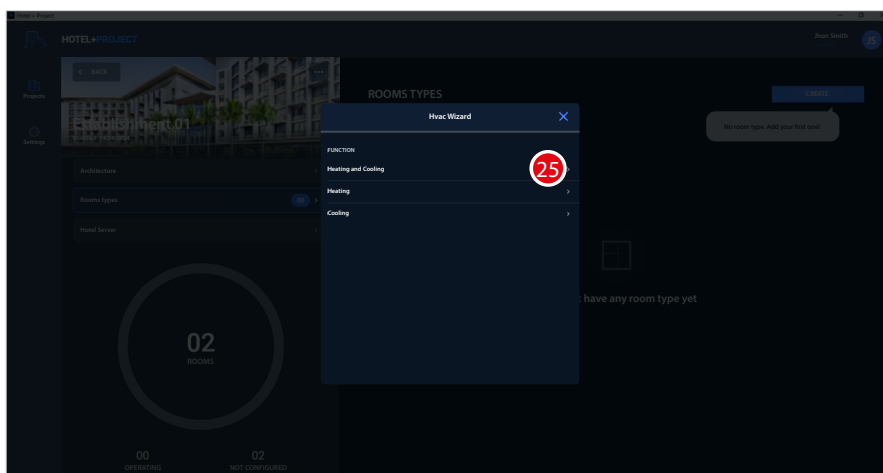 Hotel + Project
HOTEL+PROJECT
Jhon Smith
JS
Projects
Settings
BACK
Establishment.01
Architecture
Rooms types
00
Hotel Server
02
ROOMS
00
OPERATING
02
NOT CONFIGURED
ROOMS TYPES
CREATE
No room type. Add your first one!
have any room type yet
Hvac Wizard
FUNCTION
Heating and Cooling
25
Heating
Cooling